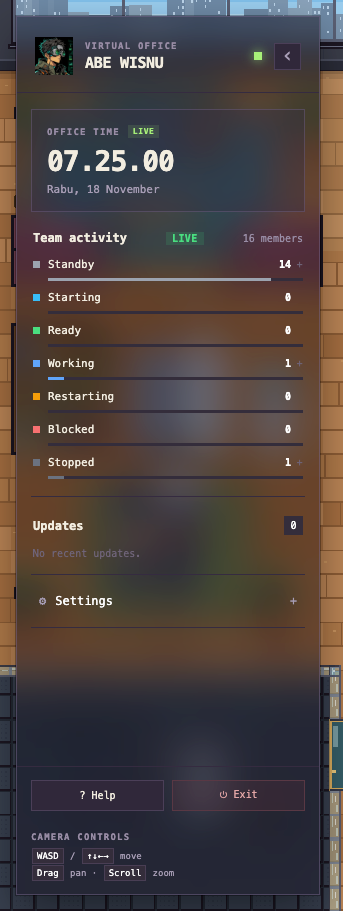 VIRTUAL OFFICE
ABE WISNU
OFFICE TIME LIVE
07.25.00
Rabu, 18 November
Team activity LIVE 16 members
Standby 14 +
Starting 0
Ready 0
Working 1 +
Restarting 0
Blocked 0
Stopped 1 +
Updates 0
No recent updates.
⚙ Settings +
? Help
⏻ Exit
CAMERA CONTROLS
WASD / ↑↓←→ move
Drag pan · Scroll zoom